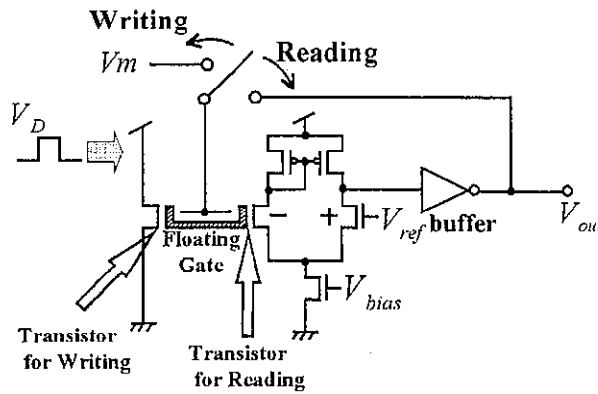 Writing
Reading
Vm
VD
− +
Vref
buffer
Vou
Floating
Gate
Vbias
Transistor
for Writing
Transistor
for Reading